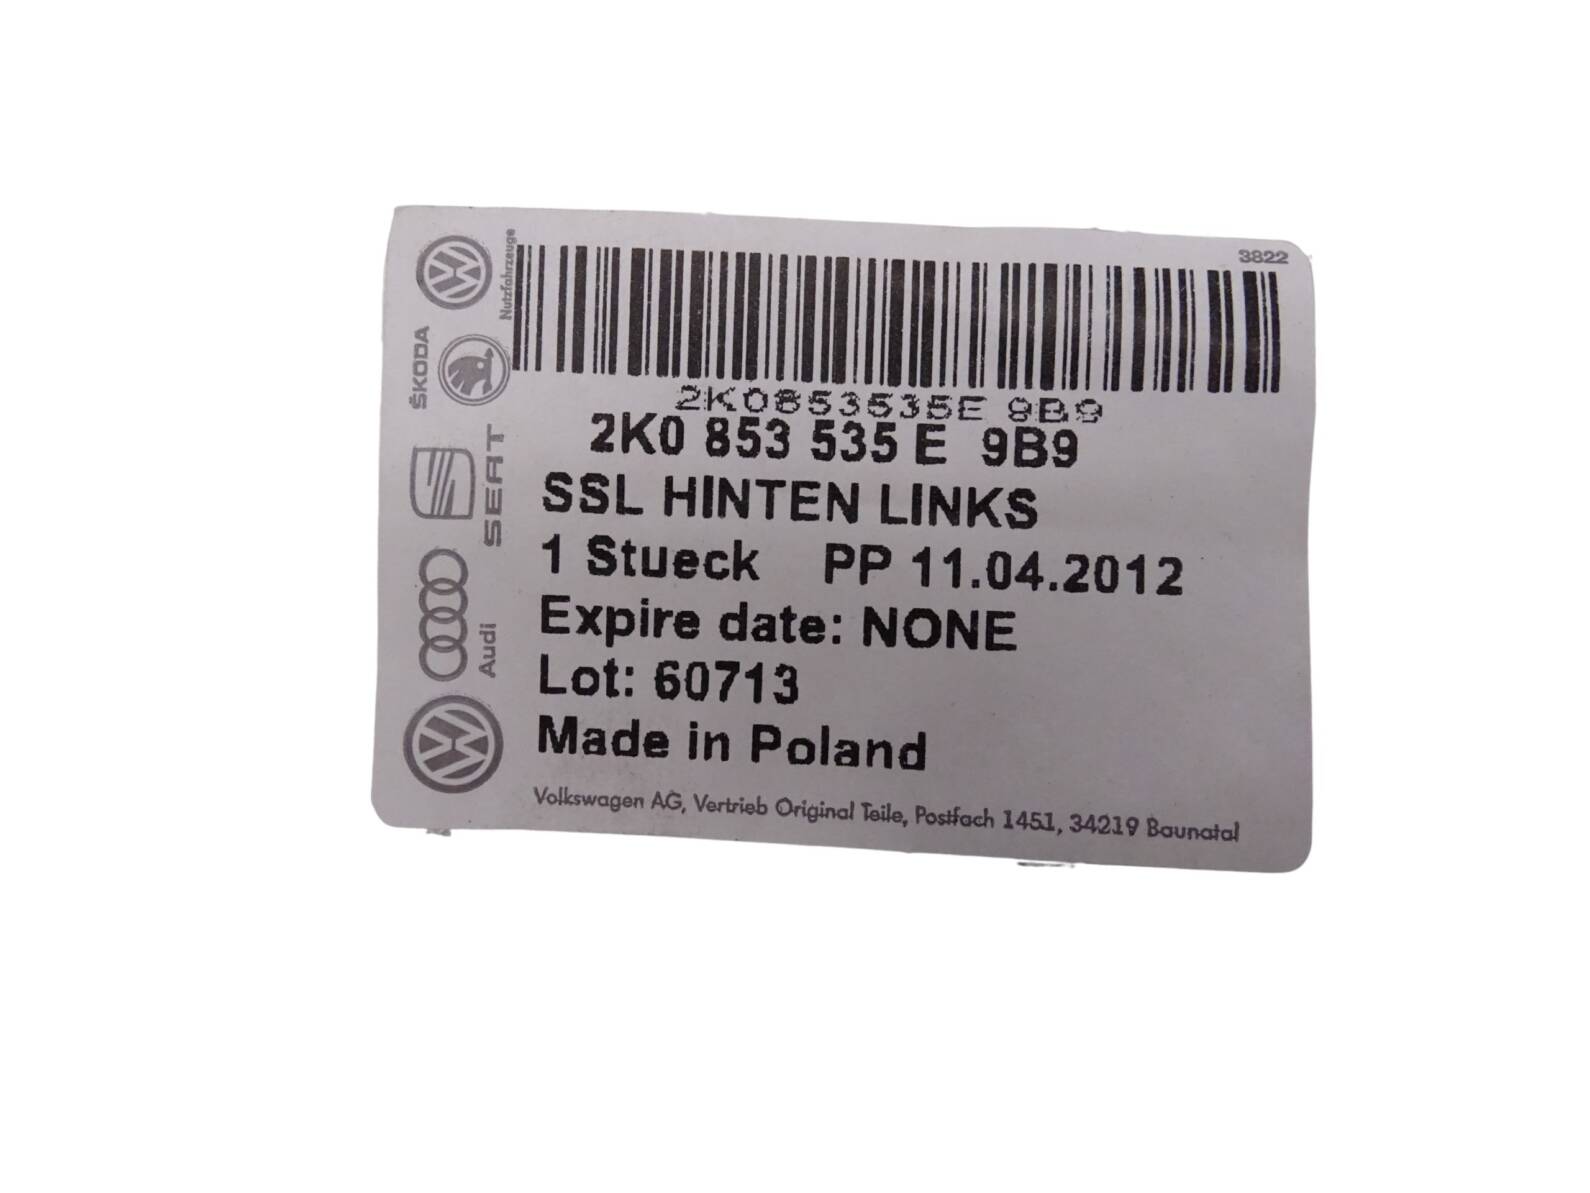 3822
Nutzfahrzeuge
ŠKODA
SEAT
Audi
2K0853535E 9B9
2K0 853 535 E 9B9
SSL HINTEN LINKS
1 Stueck PP 11.04.2012
Expire date: NONE
Lot: 60713
Made in Poland
Volkswagen AG, Vertrieb Original Teile, Postfach 1451, 34219 Baunatal